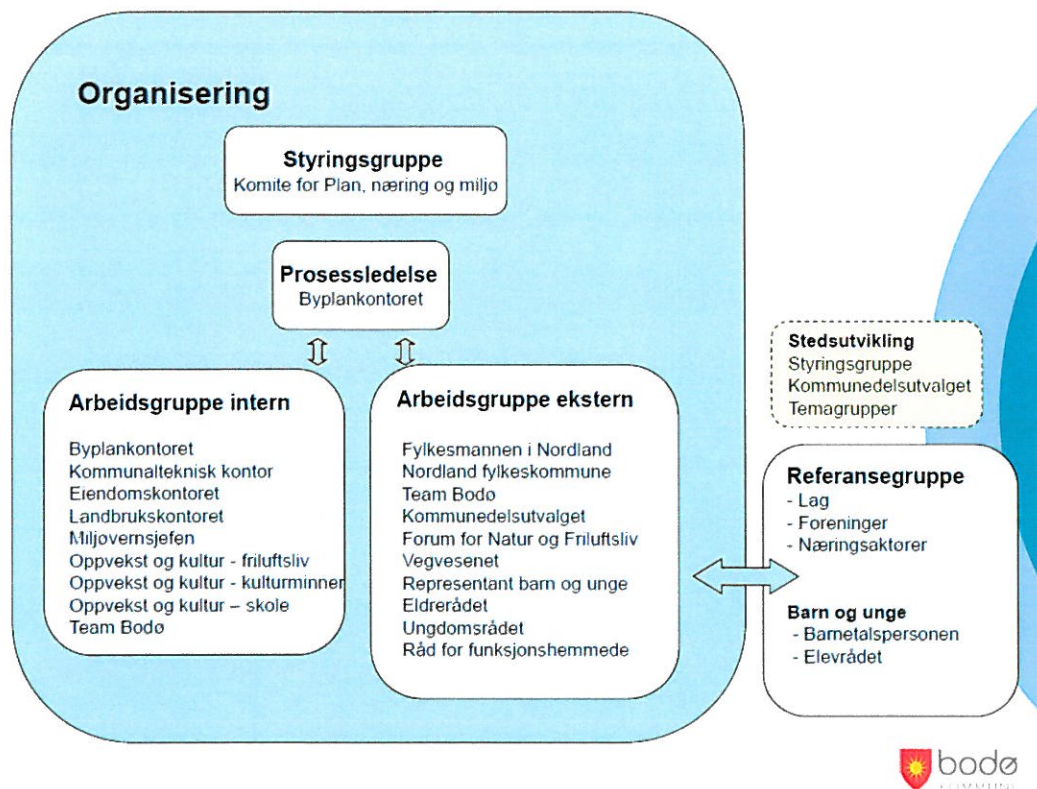 Organisering
Styringsgruppe
Komite for Plan, næring og miljø
Prosessledelse
Byplankontoret
Arbeidsgruppe intern
Byplankontoret
Kommunalteknisk kontor
Eiendomskontoret
Landbrukskontoret
Miljøvernsjefen
Oppvekst og kultur - friluftsliv
Oppvekst og kultur - kulturminner
Oppvekst og kultur – skole
Team Bodø
Arbeidsgruppe ekstern
Fylkesmannen i Nordland
Nordland fylkeskommune
Team Bodø
Kommunedelsutvalget
Forum for Natur og Friluftsliv
Vegvesenet
Representant barn og unge
Eldrerådet
Ungdomsrådet
Råd for funksjonshemmede
Stedsutvikling
Styringsgruppe
Kommunedelsutvalget
Temagrupper
Referansegruppe
- Lag
- Foreninger
- Næringsaktører
Barn og unge
- Barnetalspersonen
- Elevrådet
bodø
KOMMUNE